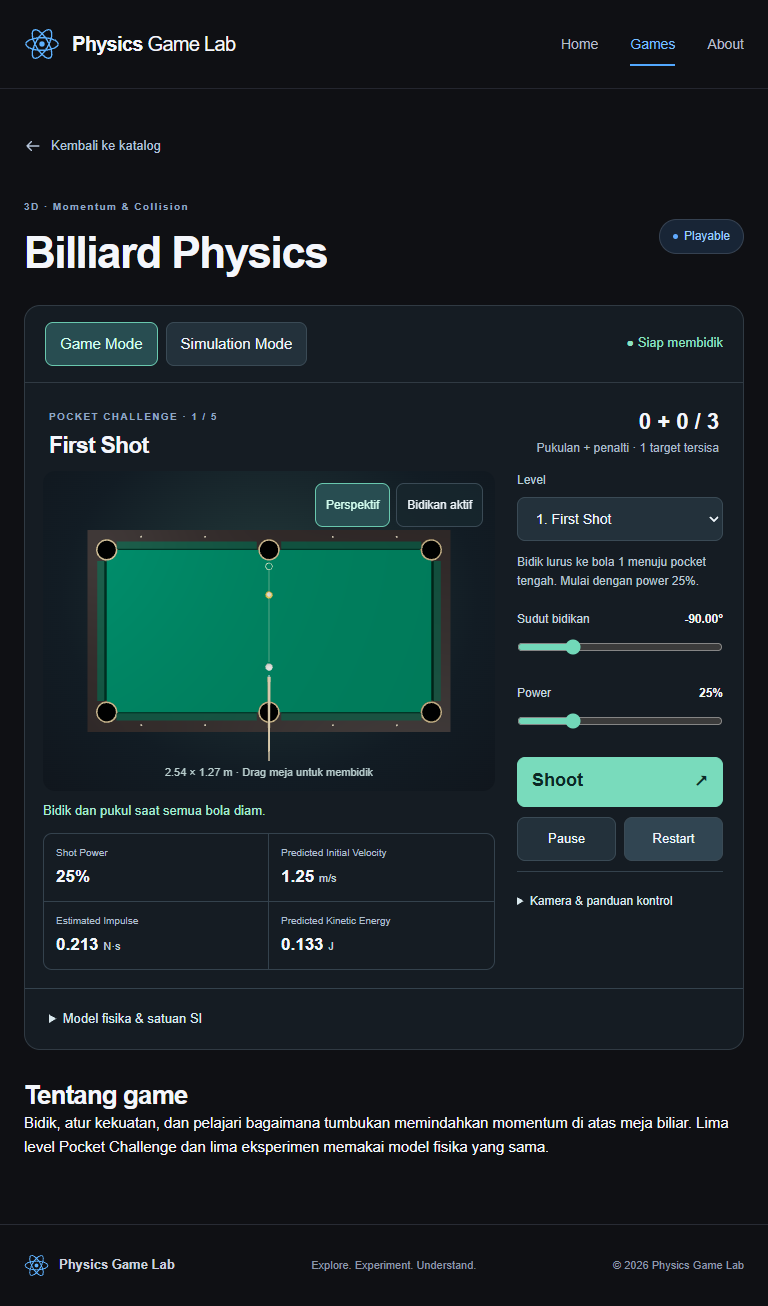 Physics Game Lab
Home
Games
About
← Kembali ke katalog
3D · Momentum & Collision
Billiard Physics
Playable
Game Mode
Simulation Mode
Siap membidik
POCKET CHALLENGE · 1 / 5
First Shot
0 + 0 / 3
Pukulan + penalti · 1 target tersisa
Perspektif
Bidikan aktif
2.54 × 1.27 m · Drag meja untuk membidik
Bidik dan pukul saat semua bola diam.
Shot Power
25%
Predicted Initial Velocity
1.25 m/s
Estimated Impulse
0.213 N·s
Predicted Kinetic Energy
0.133 J
Level
1. First Shot
Bidik lurus ke bola 1 menuju pocket
tengah. Mulai dengan power 25%.
Sudut bidikan
-90.00°
Power
25%
Shoot ↗
Pause
Restart
Kamera & panduan kontrol
Model fisika & satuan SI
Tentang game
Bidik, atur kekuatan, dan pelajari bagaimana tumbukan memindahkan momentum di atas meja biliar. Lima
level Pocket Challenge dan lima eksperimen memakai model fisika yang sama.
Physics Game Lab
Explore. Experiment. Understand.
© 2026 Physics Game Lab